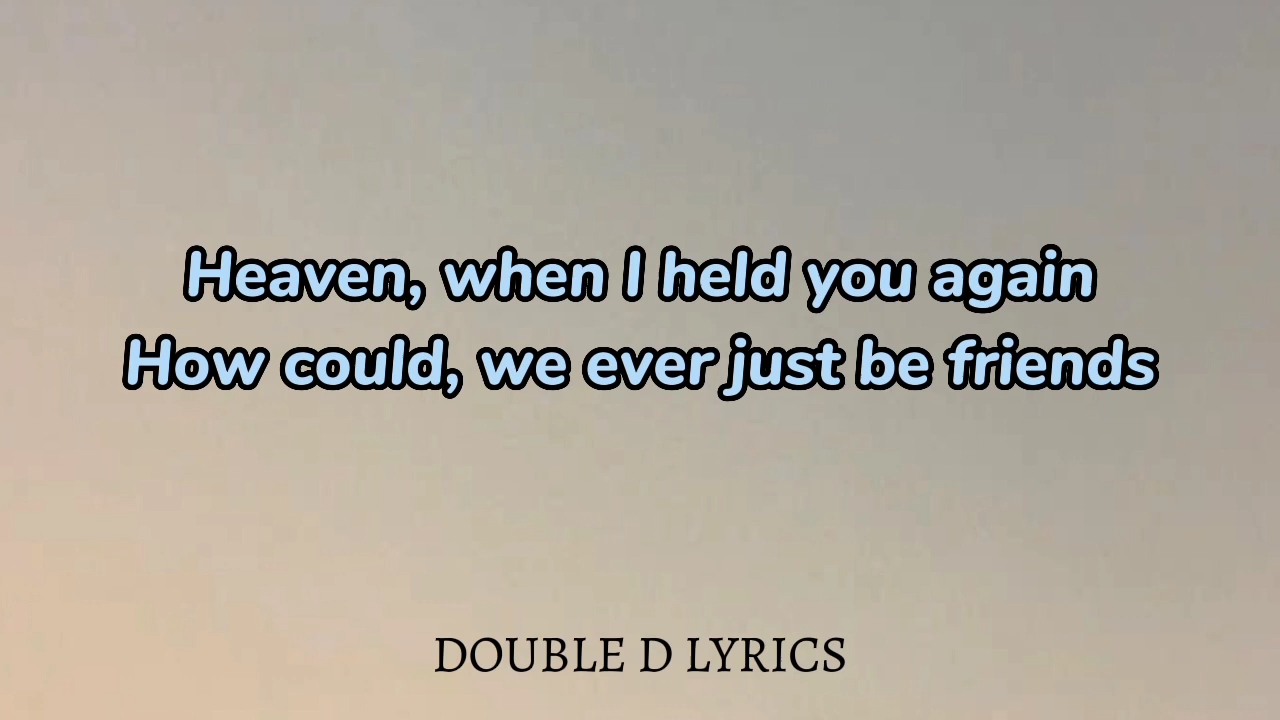 Heaven, when I held you again
How could, we ever just be friends
DOUBLE D LYRICS